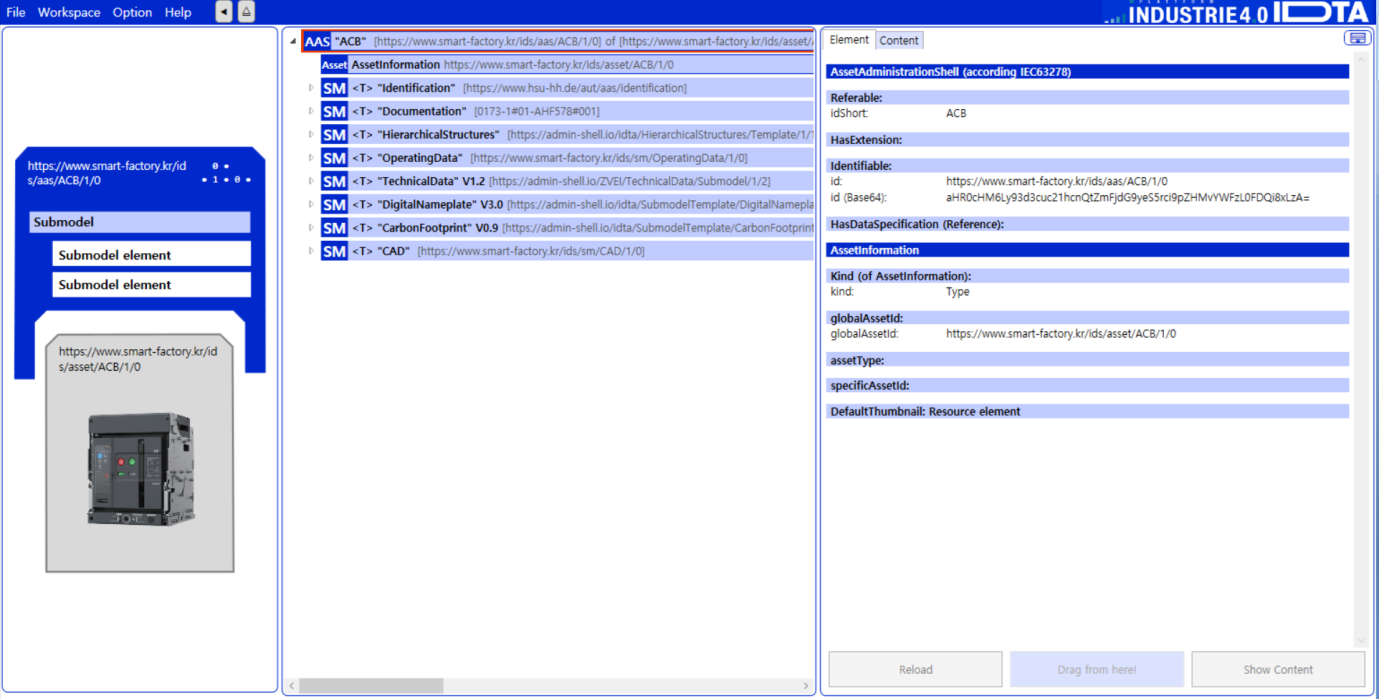 File Workspace Option Help
PLATTFORM
INDUSTRIE4.0 IDTA
https://www.smart-factory.kr/id
s/aas/ACB/1/0
Submodel
Submodel element
Submodel element
https://www.smart-factory.kr/id
s/asset/ACB/1/0
AAS "ACB" [https://www.smart-factory.kr/ids/aas/ACB/1/0] of [https://www.smart-factory.kr/ids/asset/
Asset AssetInformation https://www.smart-factory.kr/ids/asset/ACB/1/0
SM <T> "Identification" [https://www.hsu-hh.de/aut/aas/identification]
SM <T> "Documentation" [0173-1#01-AHF578#001]
SM <T> "HierarchicalStructures" [https://admin-shell.io/idta/HierarchicalStructures/Template/1/1
SM <T> "OperatingData" [https://www.smart-factory.kr/ids/sm/OperatingData/1/0]
SM <T> "TechnicalData" V1.2 [https://admin-shell.io/ZVEI/TechnicalData/Submodel/1/2]
SM <T> "DigitalNameplate" V3.0 [https://admin-shell.io/idta/SubmodelTemplate/DigitalNamepla
SM <T> "CarbonFootprint" V0.9 [https://admin-shell.io/idta/SubmodelTemplate/CarbonFootprint
SM <T> "CAD" [https://www.smart-factory.kr/ids/sm/CAD/1/0]
Element Content
AssetAdministrationShell (according IEC63278)
Referable:
idShort: ACB
HasExtension:
Identifiable:
id: https://www.smart-factory.kr/ids/aas/ACB/1/0
id (Base64): aHR0cHM6Ly93d3cuc21hcnQtZmFjdG9yeS5rci9pZHMvYWFzL0FDQi8xLzA=
HasDataSpecification (Reference):
AssetInformation
Kind (of AssetInformation):
kind: Type
globalAssetId:
globalAssetId: https://www.smart-factory.kr/ids/asset/ACB/1/0
assetType:
specificAssetId:
DefaultThumbnail: Resource element
Reload Drag from here! Show Content